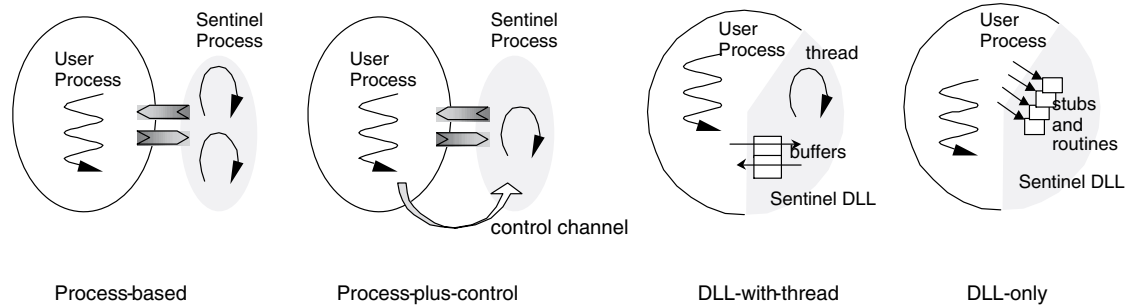 User
Process
Sentinel
Process
Process-based
User
Process
Sentinel
Process
control channel
Process-plus-control
User
Process
thread
buffers
Sentinel DLL
DLL-with-thread
User
Process
stubs
and
routines
Sentinel DLL
DLL-only